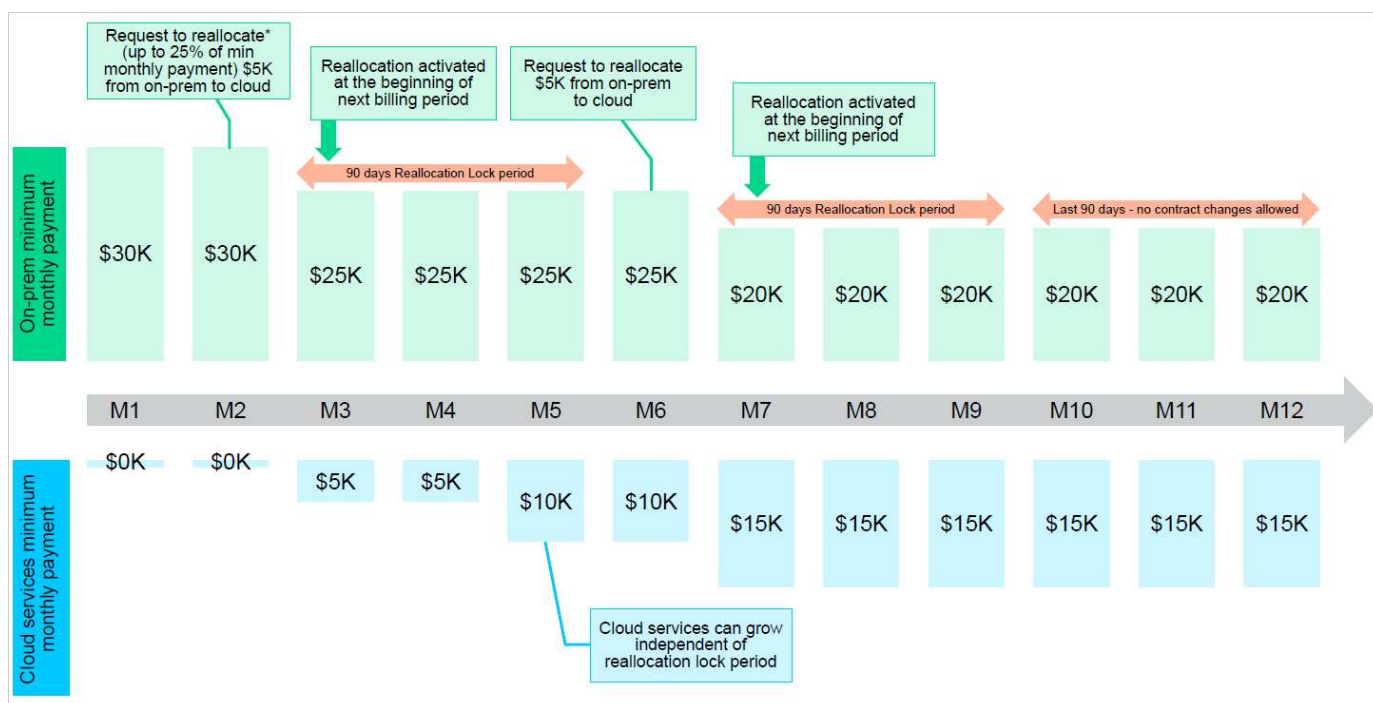 Request to reallocate*
(up to 25% of min
monthly payment) $5K
from on-prem to cloud
Reallocation activated
at the beginning of
next billing period
Request to reallocate
$5K from on-prem
to cloud
Reallocation activated
at the beginning of
next billing period
On-prem minimum
monthly payment
90 days Reallocation Lock period
90 days Reallocation Lock period
Last 90 days - no contract changes allowed
$30K
$30K
$25K
$25K
$25K
$25K
$20K
$20K
$20K
$20K
$20K
$20K
M1
M2
M3
M4
M5
M6
M7
M8
M9
M10
M11
M12
Cloud services minimum
monthly payment
$0K
$0K
$5K
$5K
$10K
$10K
$15K
$15K
$15K
$15K
$15K
$15K
Cloud services can grow
independent of
reallocation lock period